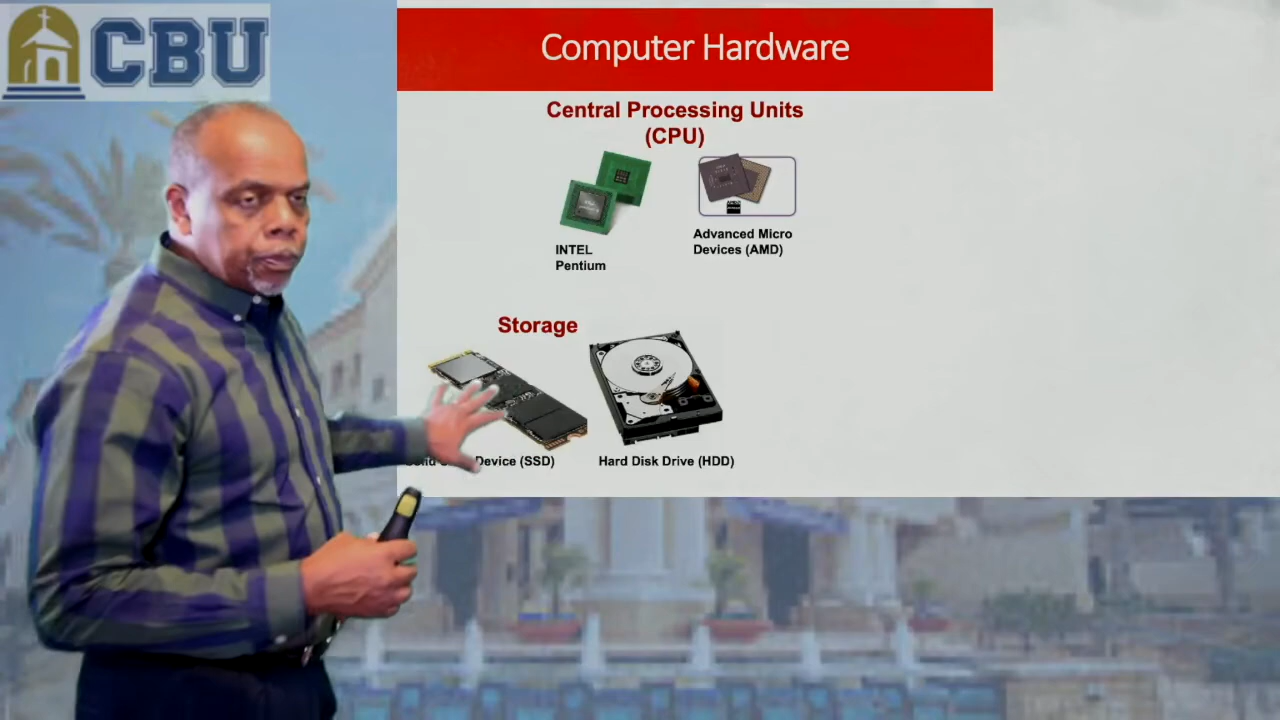 CBU
Computer Hardware
Central Processing Units
(CPU)
INTEL
Pentium
Advanced Micro
Devices (AMD)
Storage
Device (SSD)
Hard Disk Drive (HDD)